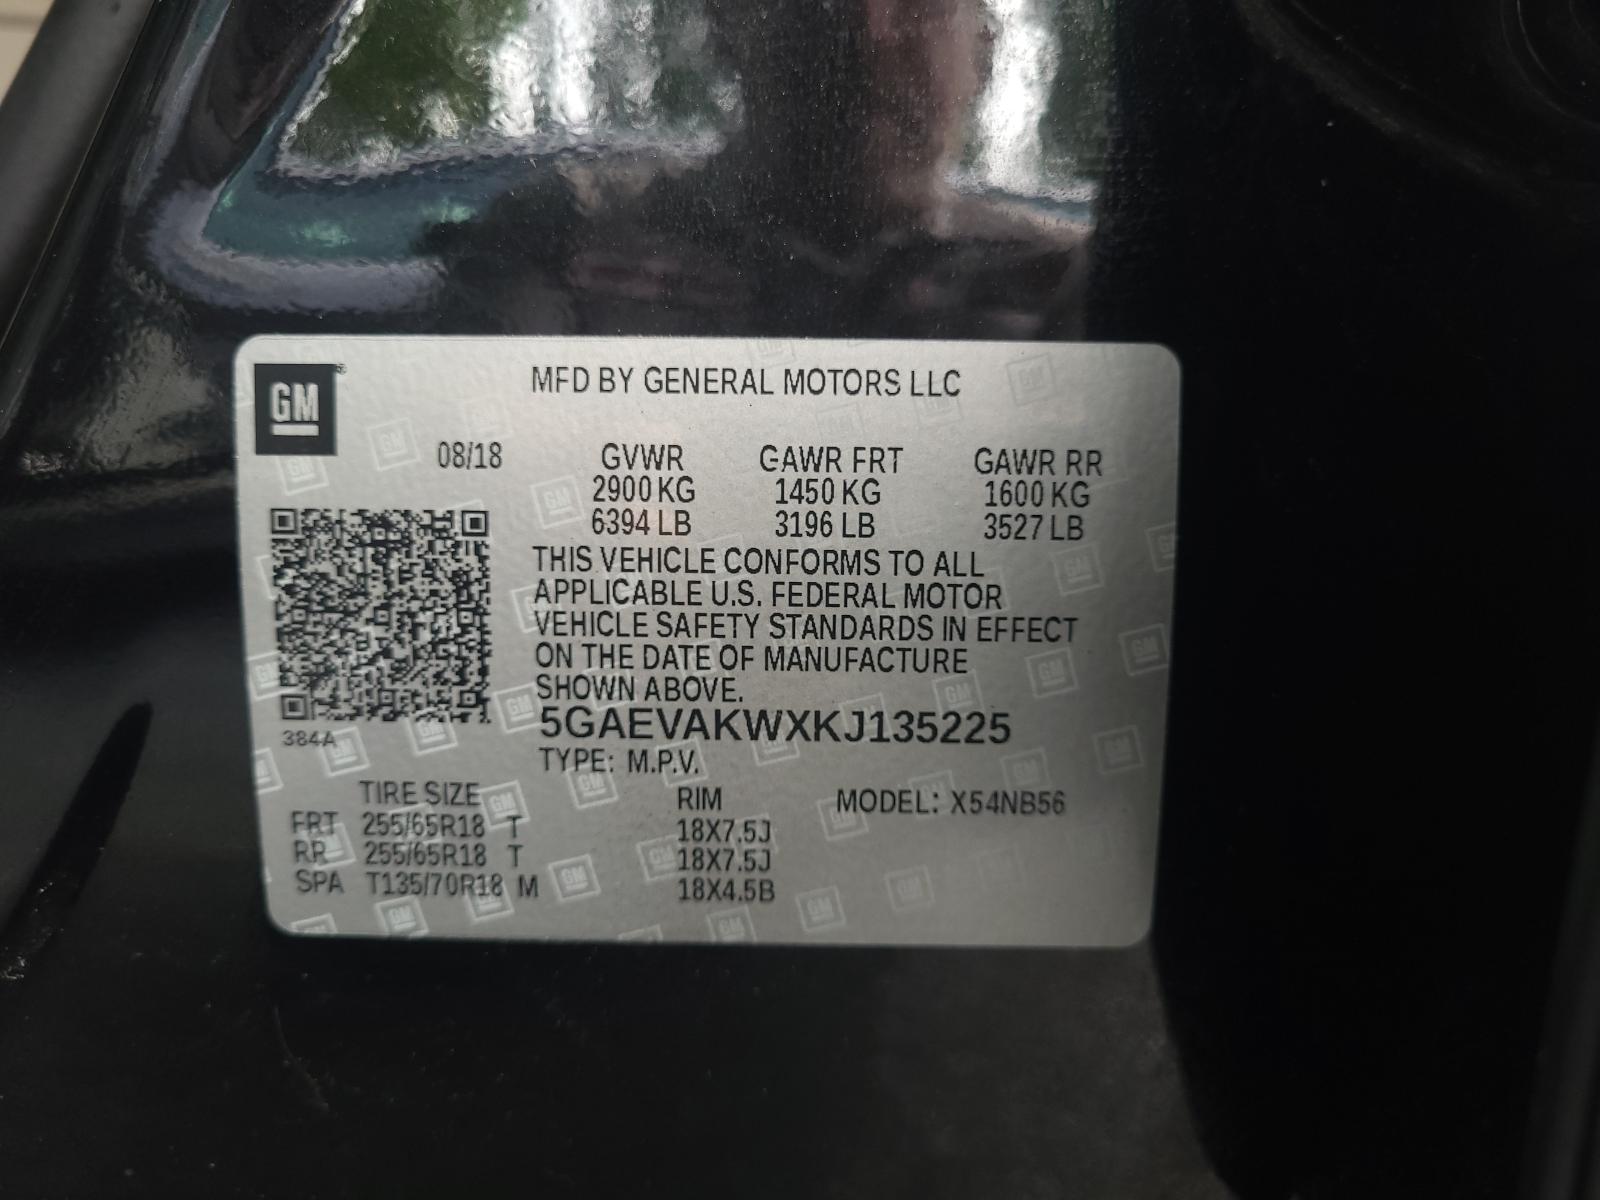 GM
MFD BY GENERAL MOTORS LLC
08/18 GVWR GAWR FRT GAWR RR
2900 KG 1450 KG 1600 KG
6394 LB 3196 LB 3527 LB
THIS VEHICLE CONFORMS TO ALL
APPLICABLE U.S. FEDERAL MOTOR
VEHICLE SAFETY STANDARDS IN EFFECT
ON THE DATE OF MANUFACTURE
SHOWN ABOVE.
384A
5GAEVAKWXKJ135225
TYPE: M.P.V.
TIRE SIZE RIM MODEL: X54NB56
FRT 255/65R18 T 18X7.5J
RR 255/65R18 T 18X7.5J
SPA T135/70R18 M 18X4.5B